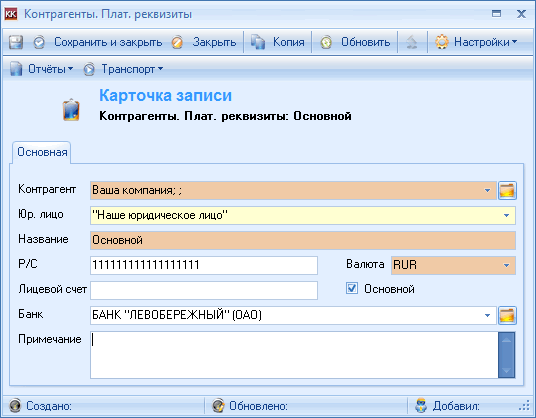 КК Контрагенты. Плат. реквизиты
Сохранить и закрыть Закрыть Копия Обновить Настройки
Отчёты Транспорт
Карточка записи
Контрагенты. Плат. реквизиты: Основной
Основная
Контрагент Ваша компания; ;
Юр. лицо "Наше юридическое лицо"
Название Основной
Р/С 11111111111111111111 Валюта RUR
Лицевой счет Основной
Банк БАНК "ЛЕВОБЕРЕЖНЫЙ" (ОАО)
Примечание
Создано: Обновлено: Добавил: